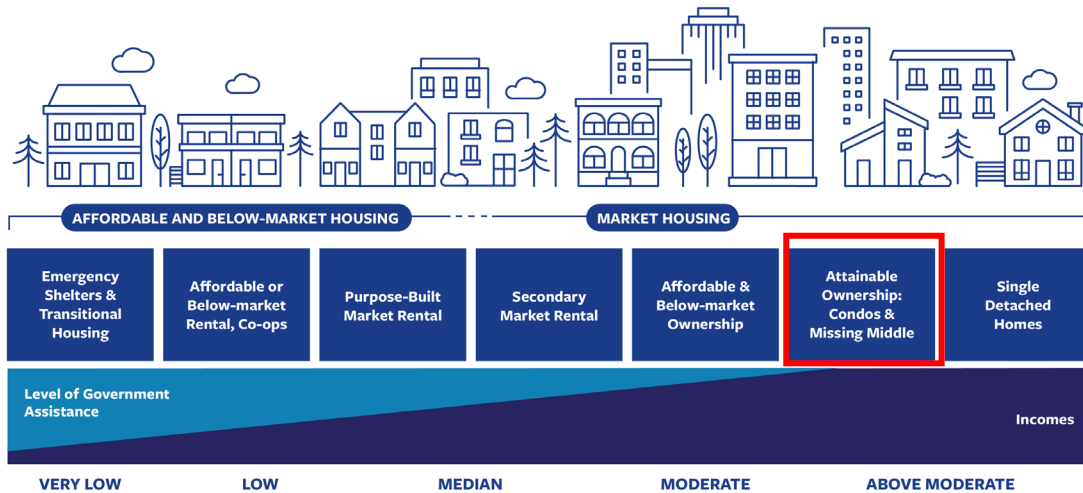 AFFORDABLE AND BELOW-MARKET HOUSING
MARKET HOUSING
Emergency
Shelters &
Transitional
Housing
Affordable or
Below-market
Rental, Co-ops
Purpose-Built
Market Rental
Secondary
Market Rental
Affordable &
Below-market
Ownership
Attainable
Ownership:
Condos &
Missing Middle
Single
Detached
Homes
Level of Government
Assistance
Incomes
VERY LOW
LOW
MEDIAN
MODERATE
ABOVE MODERATE